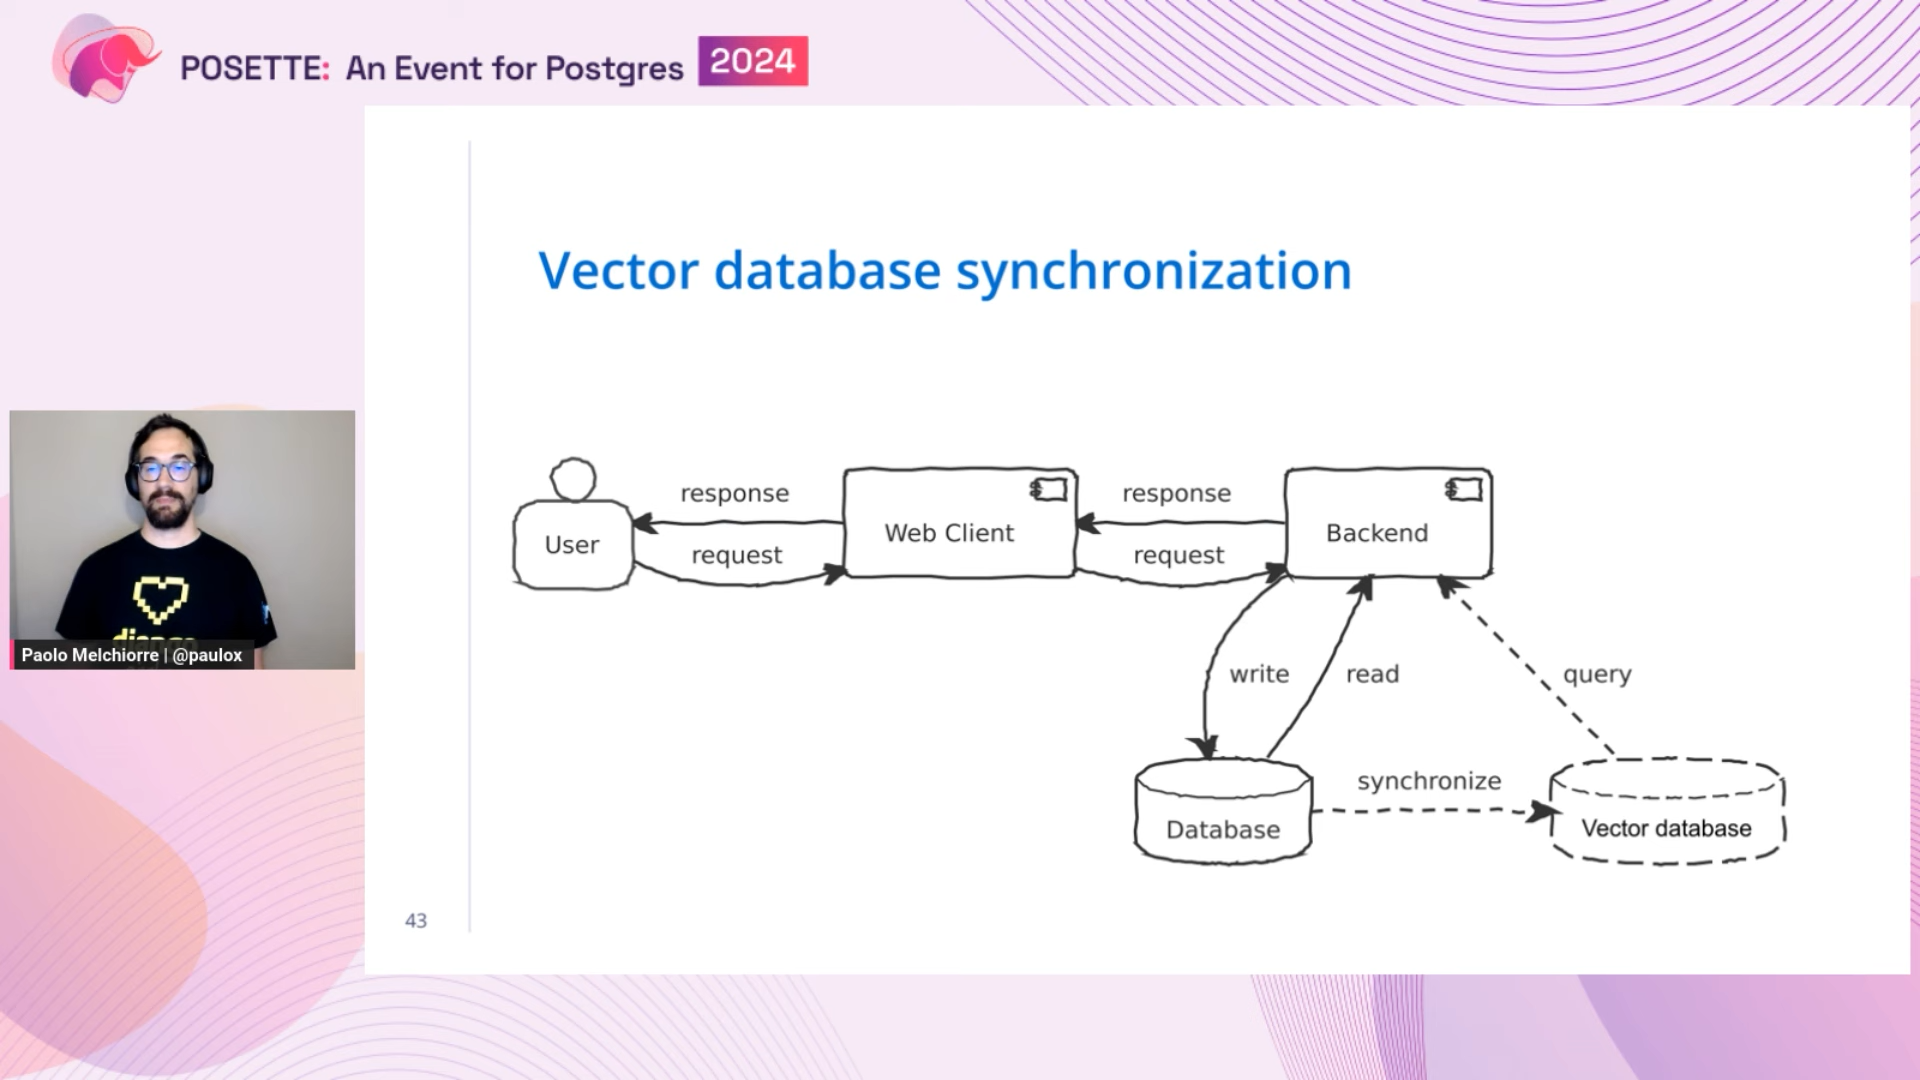 POSETTE: An Event for Postgres 2024
Vector database synchronization
User
response
request
Web Client
response
request
Backend
write
read
query
Database
synchronize
Vector database
django
Paolo Melchiorre | @paulox
43